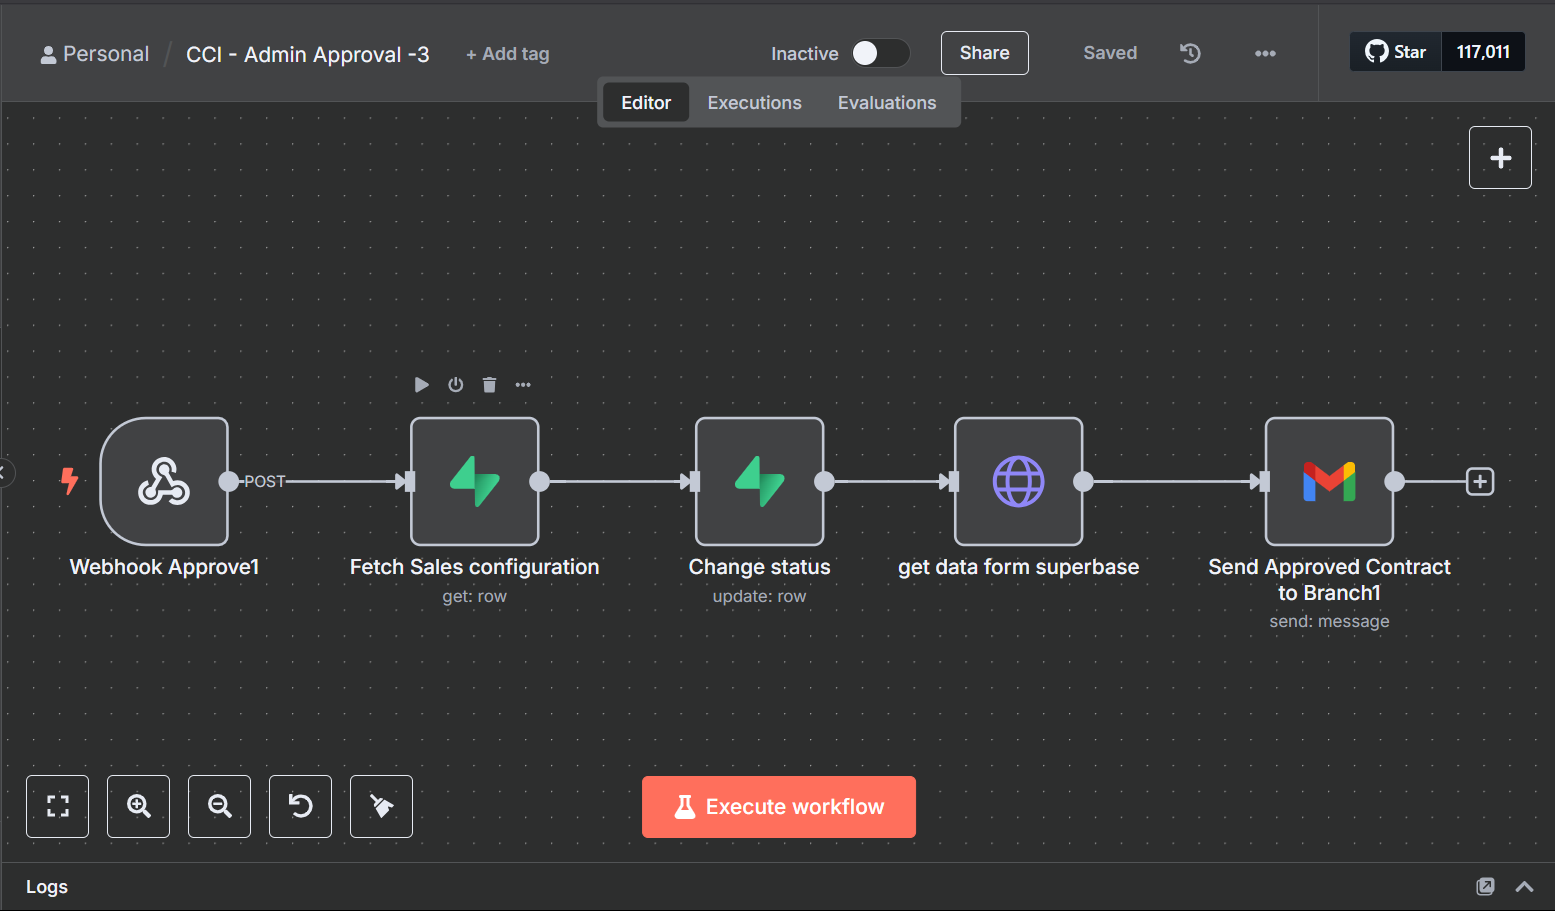 Personal / CCI - Admin Approval -3 + Add tag Inactive Share Saved Star 117,011
Editor Executions Evaluations
POST
Webhook Approve1
Fetch Sales configuration
get: row
Change status
update: row
get data form superbase
Send Approved Contract
to Branch1
send: message
Execute workflow
Logs